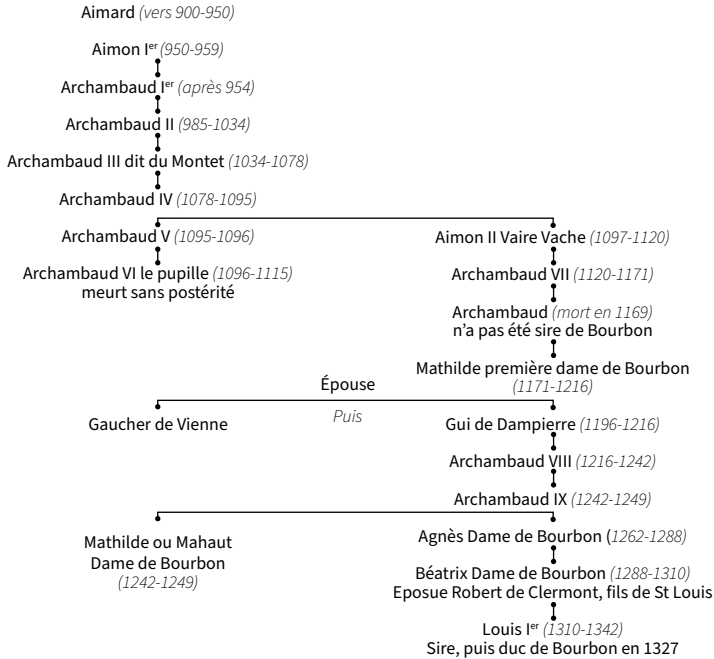 Aimard (vers 900-950)
Aimon Ier (950-959)
Archambaud Ier (après 954)
Archambaud II (985-1034)
Archambaud III dit du Montet (1034-1078)
Archambaud IV (1078-1095)
Archambaud V (1095-1096)
Aimon II Vaire Vache (1097-1120)
Archambaud VI le pupille (1096-1115)
meurt sans postérité
Archambaud VII (1120-1171)
Archambaud (mort en 1169)
n'a pas été sire de Bourbon
Mathilde première dame de Bourbon
(1171-1216)
Épouse
Puis
Gaucher de Vienne
Gui de Dampierre (1196-1216)
Archambaud VIII (1216-1242)
Archambaud IX (1242-1249)
Mathilde ou Mahaut
Dame de Bourbon
(1242-1249)
Agnès Dame de Bourbon (1262-1288)
Béatrix Dame de Bourbon (1288-1310)
Eposue Robert de Clermont, fils de St Louis
Louis Ier (1310-1342)
Sire, puis duc de Bourbon en 1327